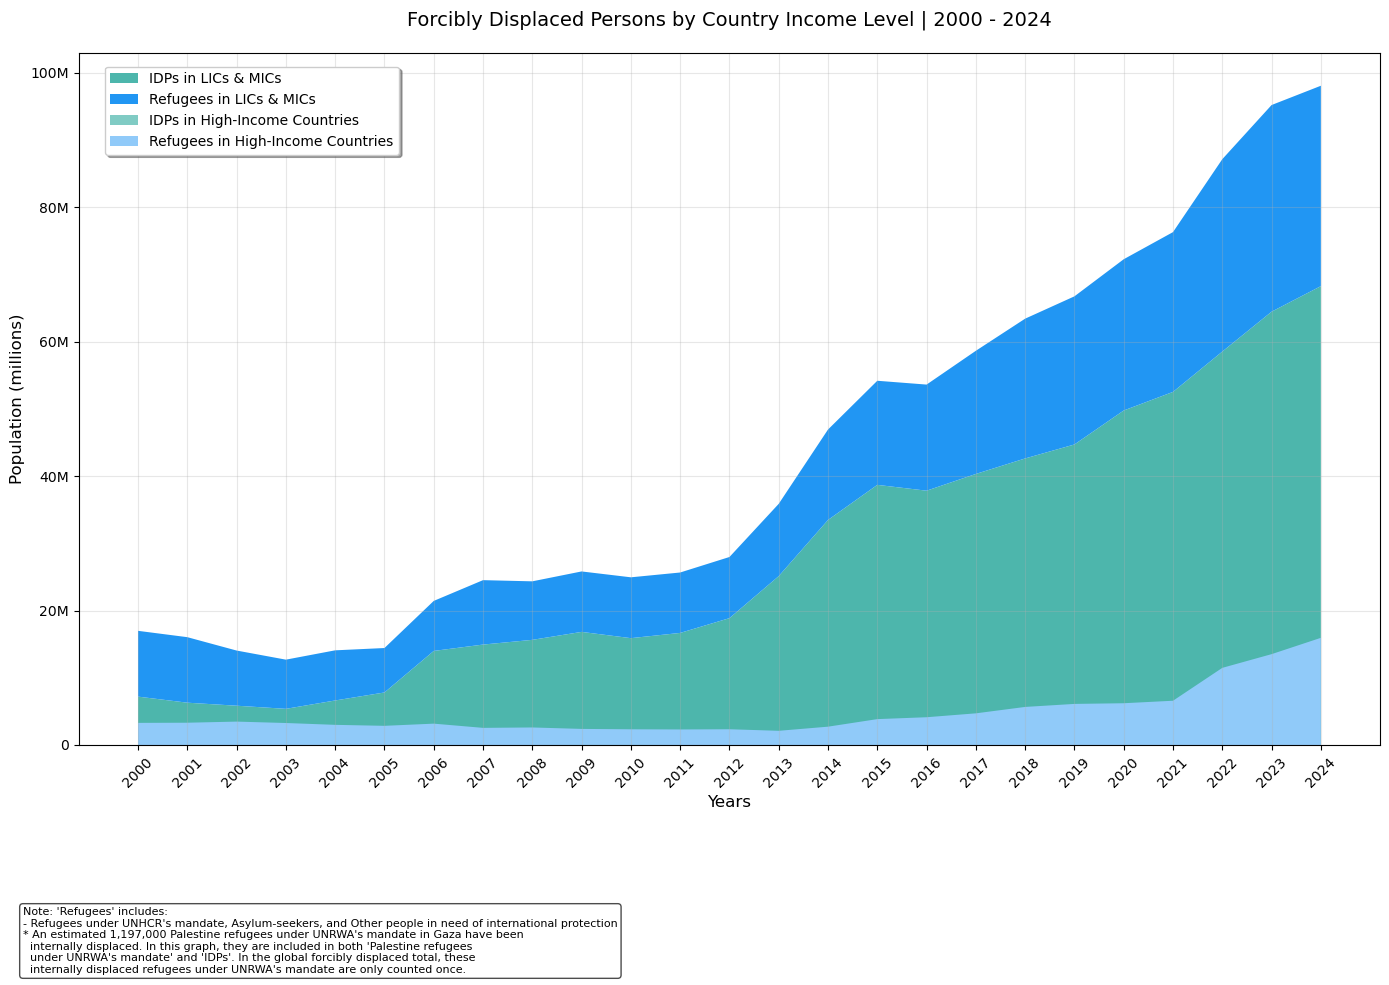 Forcibly Displaced Persons by Country Income Level | 2000 - 2024
IDPs in LICs & MICs
Refugees in LICs & MICs
IDPs in High-Income Countries
Refugees in High-Income Countries
Population (millions)
100M
80M
60M
40M
20M
0
2000
2001
2002
2003
2004
2005
2006
2007
2008
2009
2010
2011
2012
2013
2014
2015
2016
2017
2018
2019
2020
2021
2022
2023
2024
Years
Note: 'Refugees' includes:
- Refugees under UNHCR's mandate, Asylum-seekers, and Other people in need of international protection
* An estimated 1,197,000 Palestine refugees under UNRWA's mandate in Gaza have been
internally displaced. In this graph, they are included in both 'Palestine refugees
under UNRWA's mandate' and 'IDPs'. In the global forcibly displaced total, these
internally displaced refugees under UNRWA's mandate are only counted once.